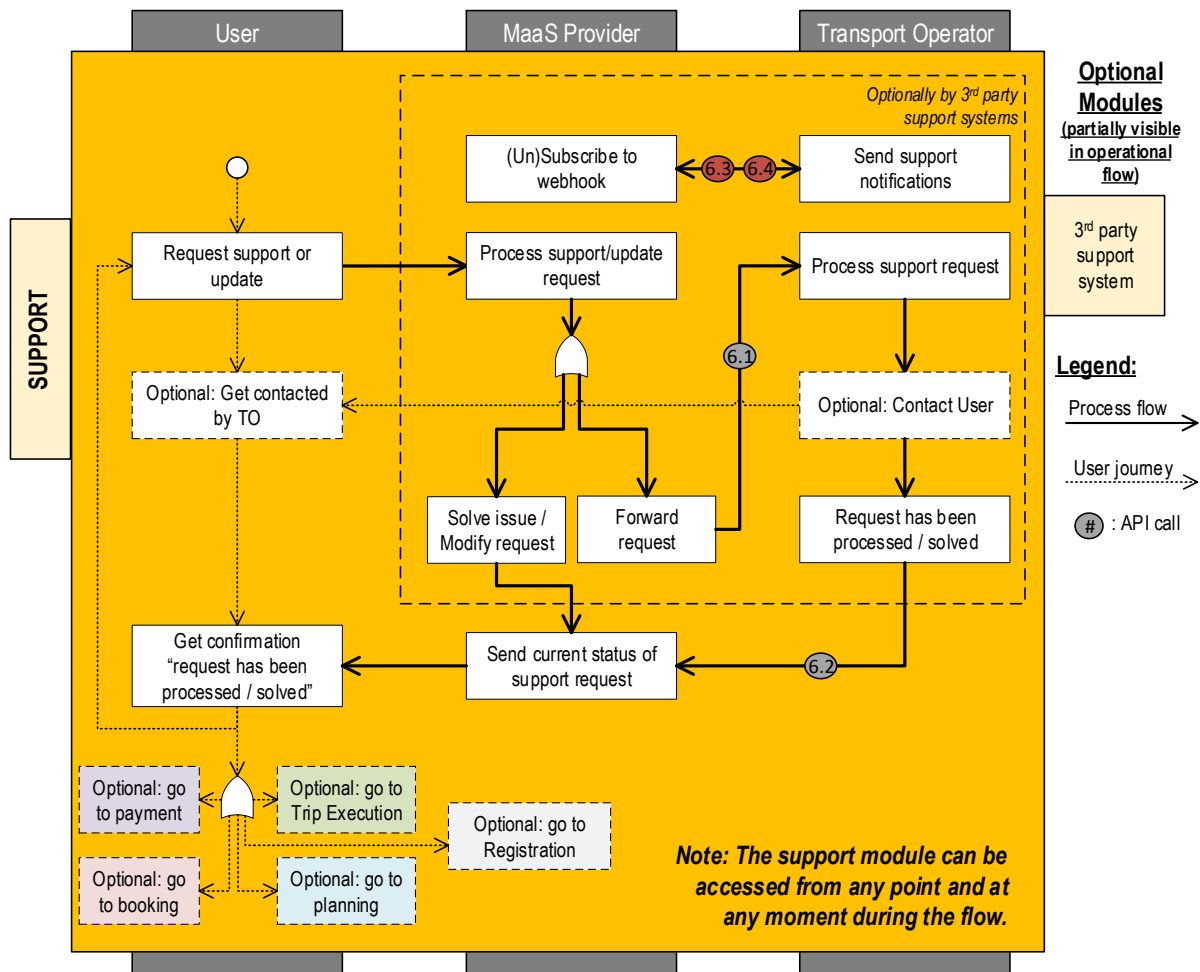 User
MaaS Provider
Transport Operator
Optional
Modules
(partially visible
in operational
flow)
Optionally by 3rd party
support systems
(Un)Subscribe to
webhook
6.3
6.4
Send support
notifications
SUPPORT
Request support or
update
Process support/update
request
Process support request
3rd party
support
system
6.1
Legend:
Optional: Get contacted
by TO
Optional: Contact User
Process flow
User journey
Solve issue /
Modify request
Forward
request
Request has been
processed / solved
# : API call
Get confirmation
“request has been
processed / solved”
Send current status of
support request
6.2
Optional: go
to payment
Optional: go to
Trip Execution
Optional: go to
Registration
Optional: go
to booking
Optional: go to
planning
Note: The support module can be
accessed from any point and at
any moment during the flow.